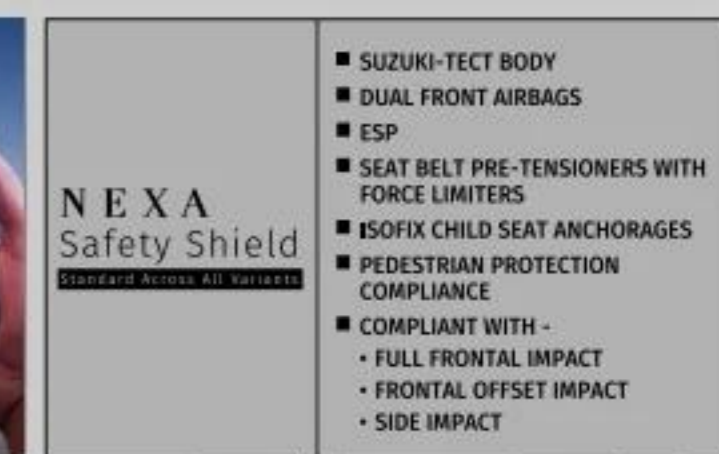 NEXA
Safety Shield
Standard Across All Variants
■ SUZUKI-TECT BODY
■ DUAL FRONT AIRBAGS
■ ESP
■ SEAT BELT PRE-TENSIONERS WITH
FORCE LIMITERS
■ ISOFIX CHILD SEAT ANCHORAGES
■ PEDESTRIAN PROTECTION
COMPLIANCE
■ COMPLIANT WITH -
• FULL FRONTAL IMPACT
• FRONTAL OFFSET IMPACT
• SIDE IMPACT